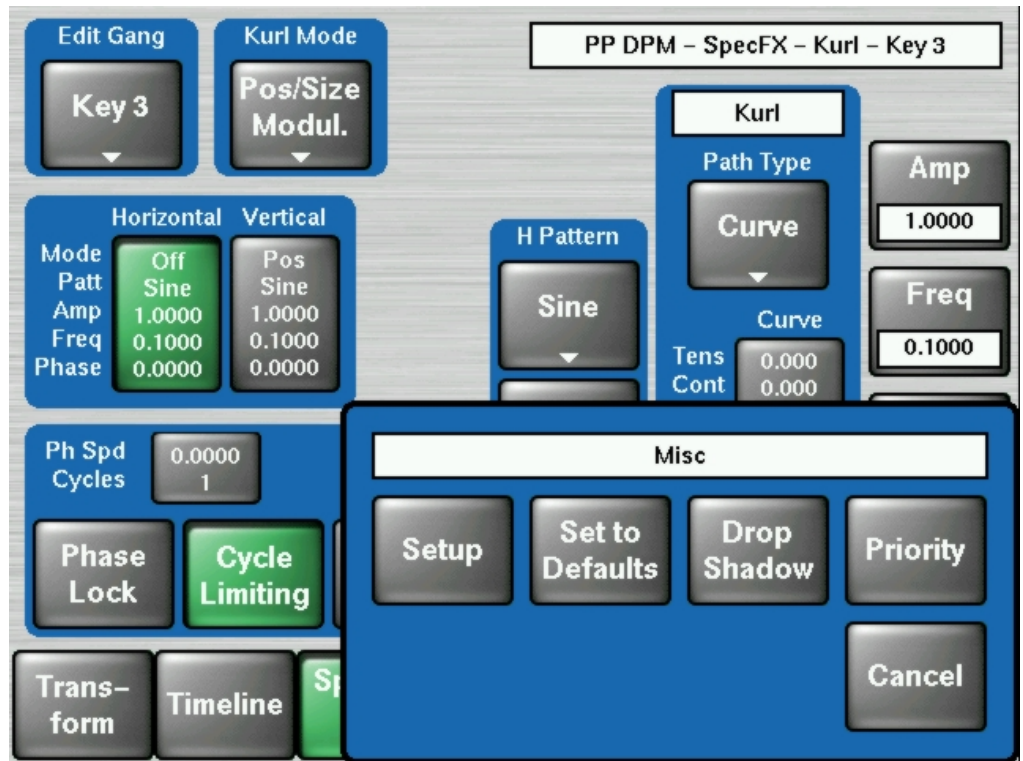 Edit Gang
Kurl Mode
PP DPM – SpecFX – Kurl – Key 3
Key 3
Pos/Size
Modul.
Kurl
Path Type
Curve
Amp
1.0000
Horizontal Vertical
Mode Off Pos
Patt Sine Sine
Amp 1.0000 1.0000
Freq 0.1000 0.1000
Phase 0.0000 0.0000
H Pattern
Sine
Freq
0.1000
Curve
Tens 0.000
Cont 0.000
Ph Spd 0.0000
Cycles 1
Phase
Lock
Cycle
Limiting
Misc
Setup
Set to
Defaults
Drop
Shadow
Priority
Cancel
Trans–
form
Timeline